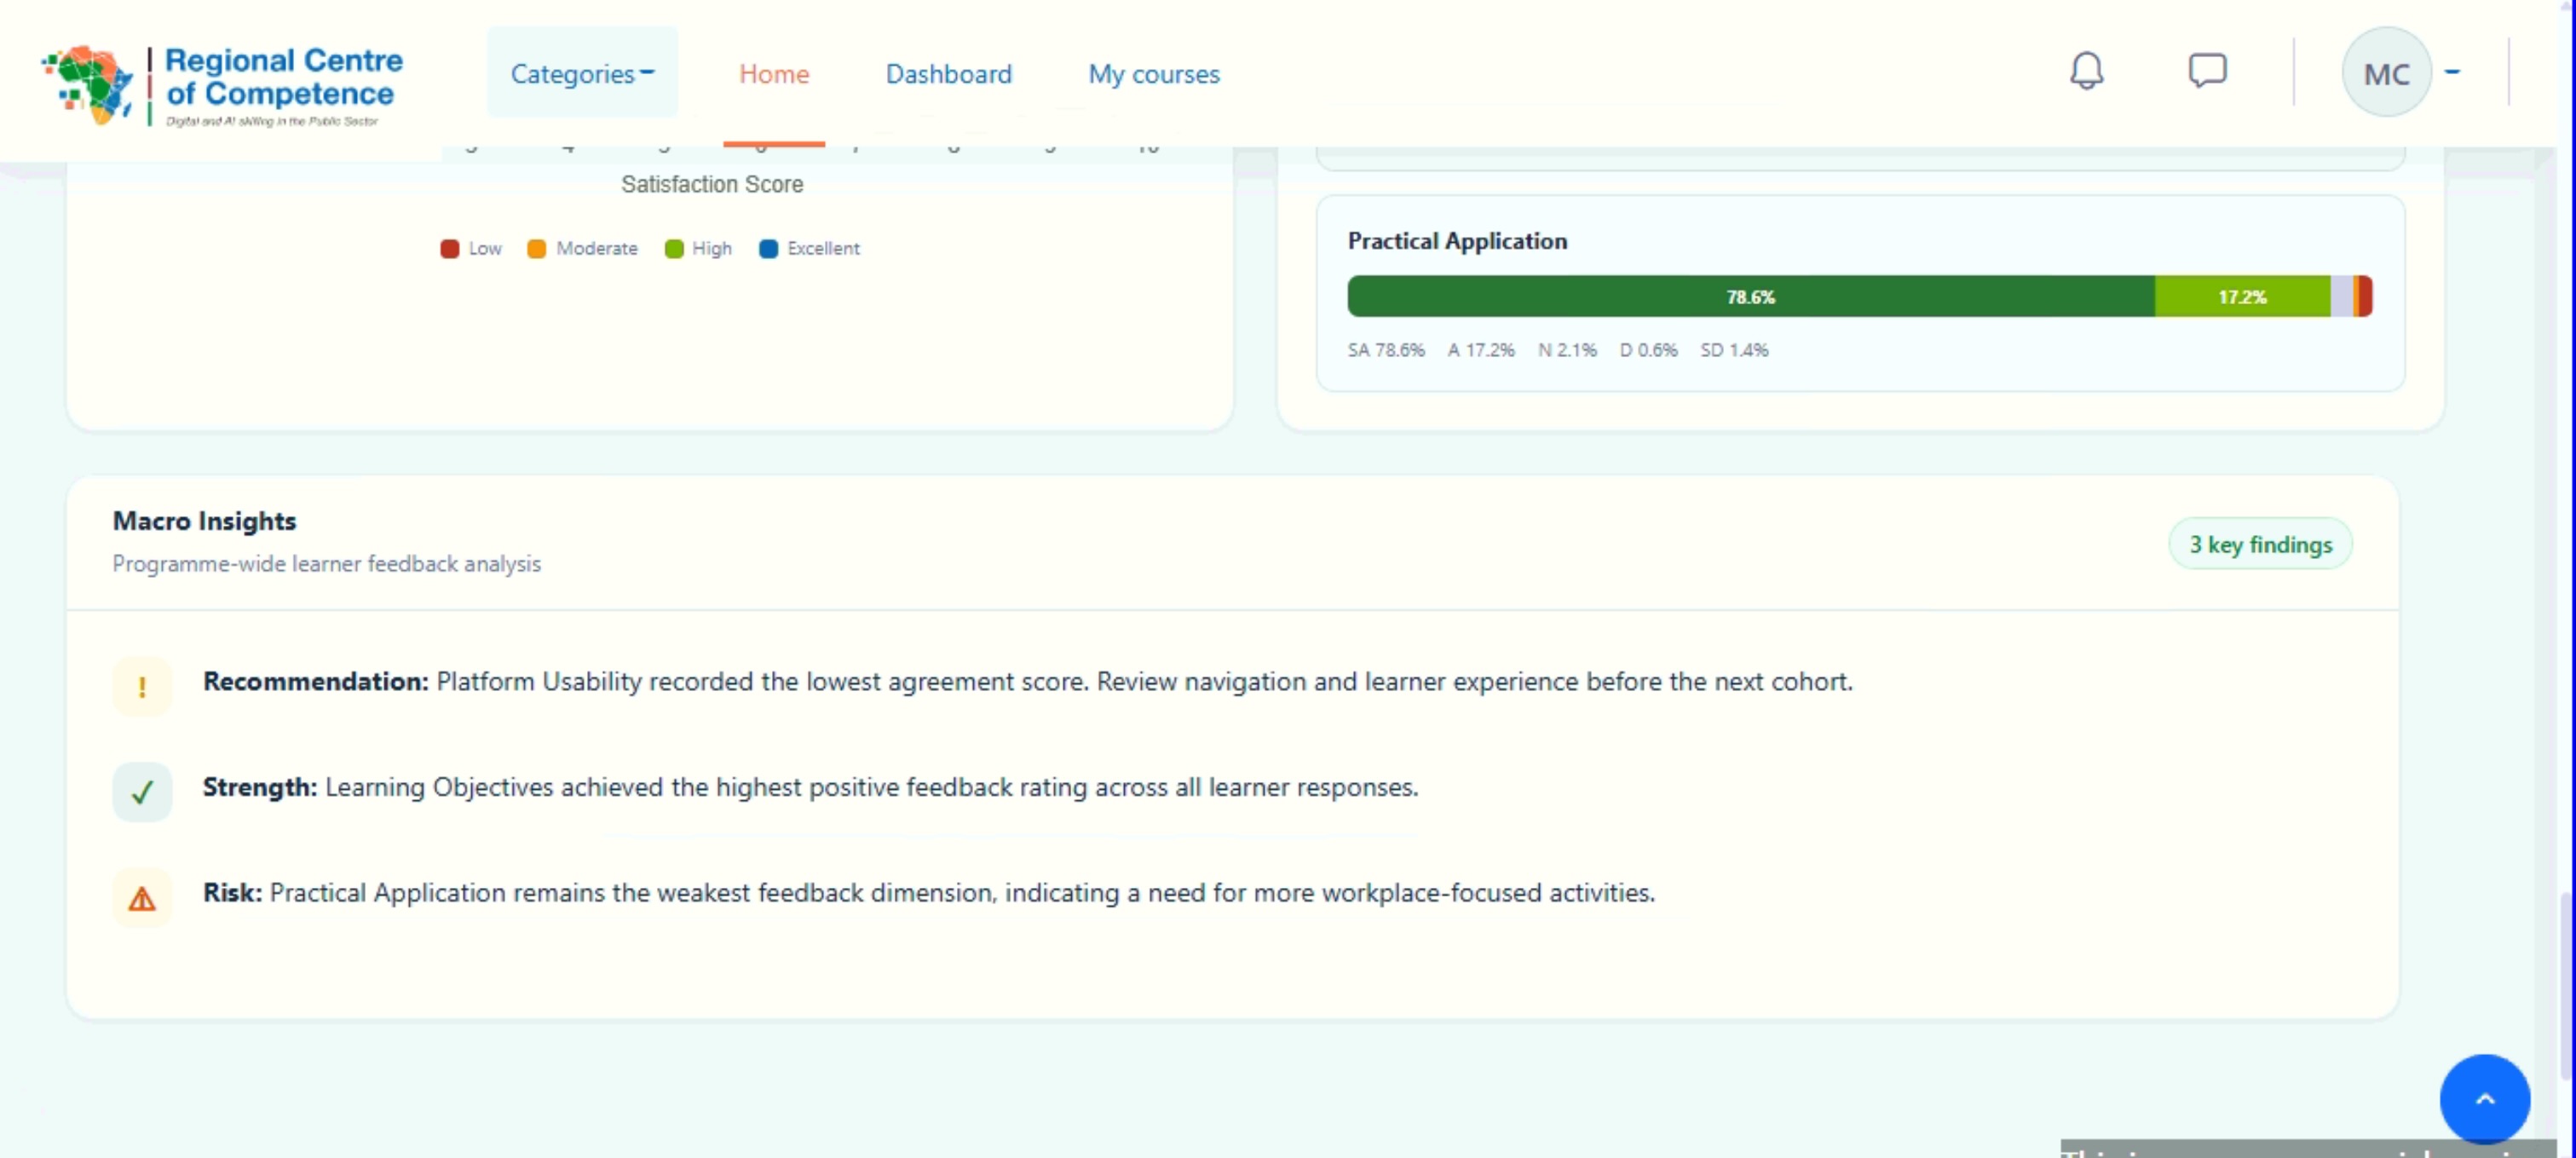 Regional Centre
of Competence
Digital and AI skilling in the Public Sector
Categories
Home
Dashboard
My courses
MC
Satisfaction Score
Low
Moderate
High
Excellent
Practical Application
78.6%
17.2%
SA 78.6%
A 17.2%
N 2.1%
D 0.6%
SD 1.4%
Macro Insights
Programme-wide learner feedback analysis
3 key findings
! Recommendation: Platform Usability recorded the lowest agreement score. Review navigation and learner experience before the next cohort.
✓ Strength: Learning Objectives achieved the highest positive feedback rating across all learner responses.
Risk: Practical Application remains the weakest feedback dimension, indicating a need for more workplace-focused activities.